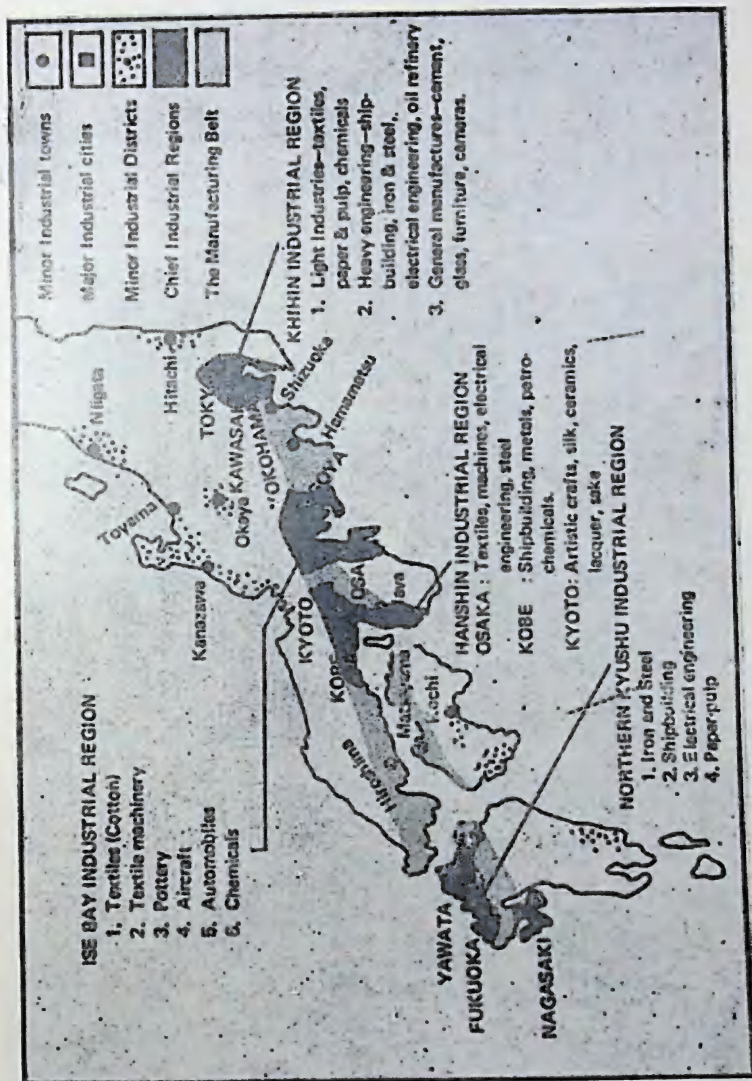 Minor Industrial towns
Major Industrial cities
Minor Industrial Districts
Chief Industrial Regions
The Manufacturing Belt
KHIHIN INDUSTRIAL REGION
1. Light Industries–textiles,
paper & pulp, chemicals
2. Heavy engineering–ship-
building, iron & steel,
electrical engineering, oil refinery
3. General manufactures–cement,
glass, furniture, cameras.
Niigata
Hitachi
Toyama
TOKY
KAWASAKI
OKOHAMA
Okaya
Shizuoka
Hamamatsu
OYA
Kanazawa
KYOTO
OSA
KOBE
Hiroshima
Matsuyama
Kochi
ISE BAY INDUSTRIAL REGION
1. Textiles (Cotton)
2. Textile machinery
3. Pottery
4. Aircraft
5. Automobiles
6. Chemicals
HANSHIN INDUSTRIAL REGION
OSAKA : Textiles, machines, electrical
engineering, steel
KOBE : Shipbuilding, metals, petro-
chemicals.
KYOTO: Artistic crafts, silk, ceramics,
lacquer, sake
YAWATA
FUKUOKA
NAGASAKI
NORTHERN KYUSHU INDUSTRIAL REGION
1. Iron and Steel
2. Shipbuilding
3. Electrical engineering
4. Paper-pulp